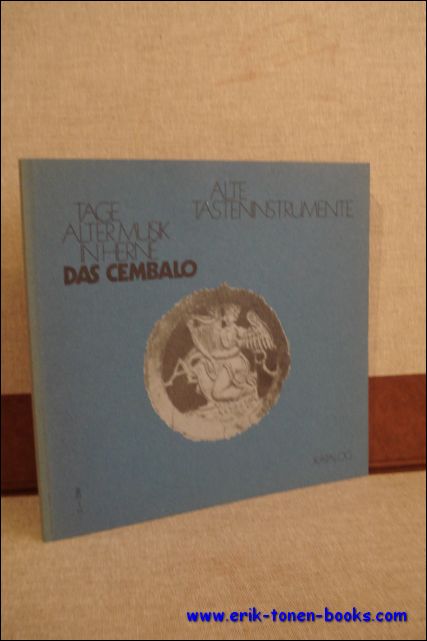 ALTE
TASTENINSTRUMENTE
TAGE
ALTER MUSIK
IN HERNE
DAS CEMBALO
KATALOG
www.erik-tonen-books.com